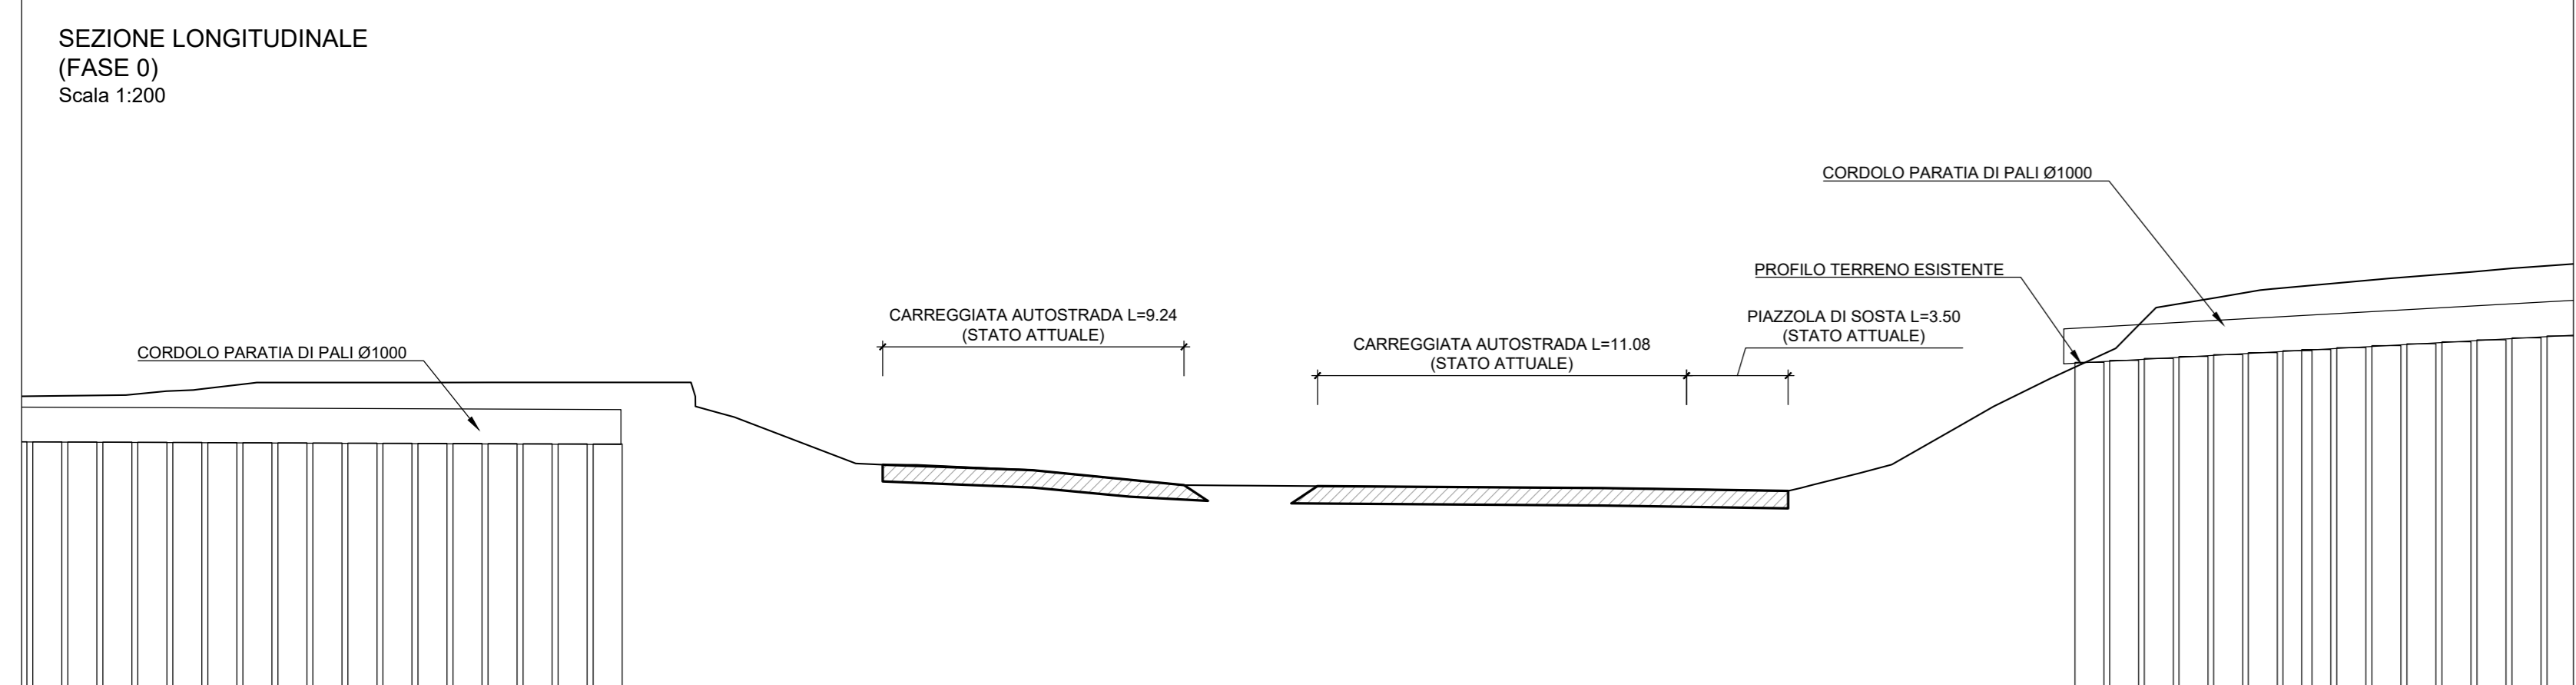 SEZIONE LONGITUDINALE
(FASE 0)
Scala 1:200
CORDOLO PARATIA DI PALI Ø1000
CARREGGIATA AUTOSTRADA L=9.24
(STATO ATTUALE)
CARREGGIATA AUTOSTRADA L=11.08
(STATO ATTUALE)
PIAZZOLA DI SOSTA L=3.50
(STATO ATTUALE)
PROFILO TERRENO ESISTENTE
CORDOLO PARATIA DI PALI Ø1000